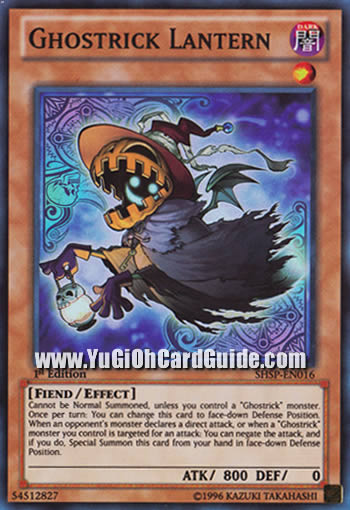 GHOSTRICK LANTERN
DARK
闇
www.YuGiOhCardGuide.com
1st Edition
SHSP-EN016
[FIEND / EFFECT]
Cannot be Normal Summoned, unless you control a "Ghostrick" monster.
Once per turn: You can change this card to face-down Defense Position.
When an opponent's monster declares a direct attack, or when a "Ghostrick"
monster you control is targeted for an attack: You can negate the attack, and
if you do, Special Summon this card from your hand in face-down Defense
Position.
ATK/ 800 DEF/ 0
54512827
©1996 KAZUKI TAKAHASHI